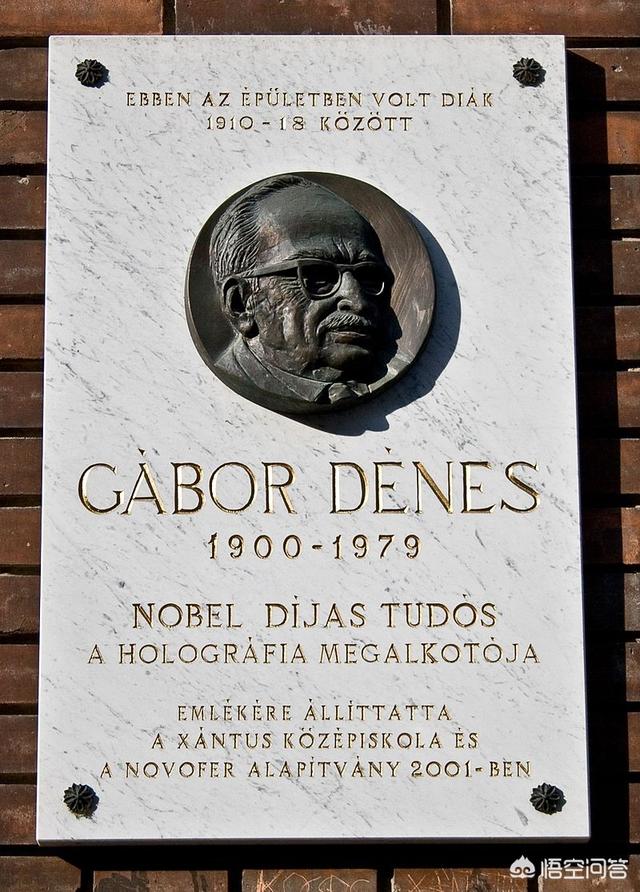 EBBEN AZ ÉPÜLETBEN VOLT DIÁK
1910-18 KÖZÖTT
GÁBOR DÉNES
1900-1979
NOBEL DÍJAS TUDÓS
A HOLOGRÁFIA MEGALKOTÓJA
EMLÉKÉRE ÁLLÍTTATTA
A XÁNTUS KÖZÉPISKOLA ÉS
A NOVOFER ALAPÍTVÁNY 2001-BEN
悟空问答